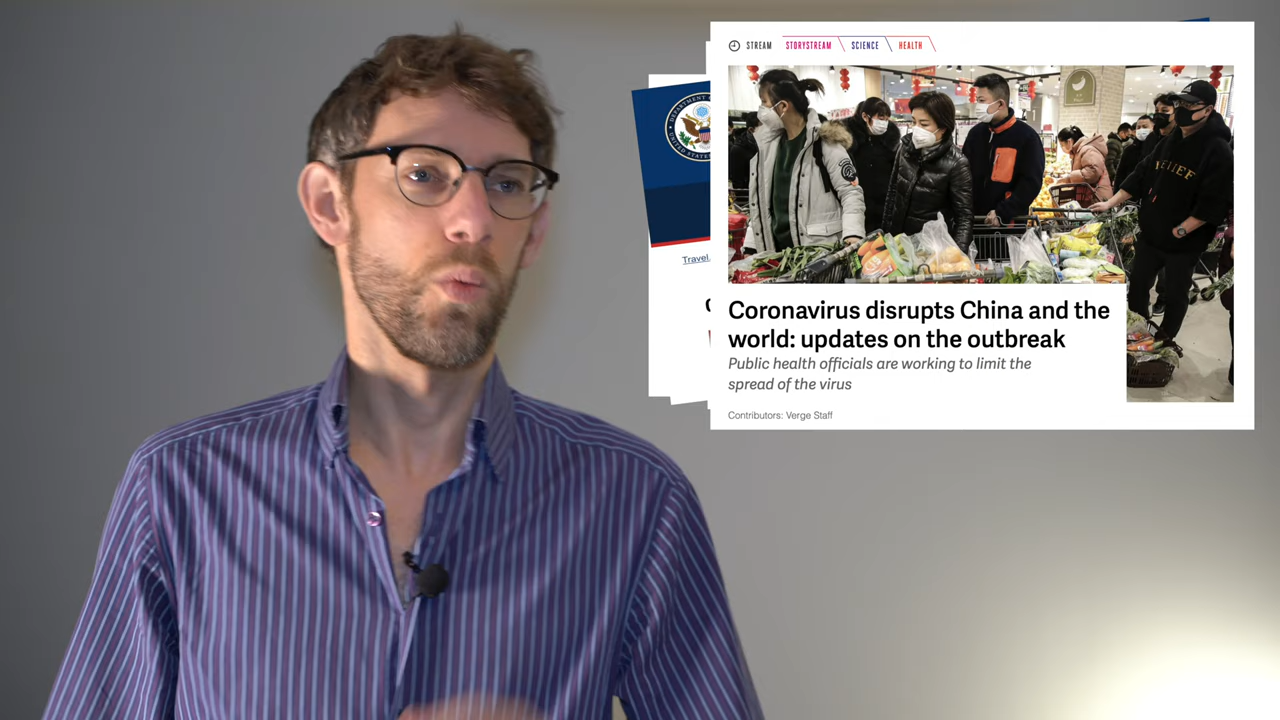 STREAM STORYSTREAM SCIENCE HEALTH
Coronavirus disrupts China and the
world: updates on the outbreak
Public health officials are working to limit the
spread of the virus
Contributors: Verge Staff
Travel.